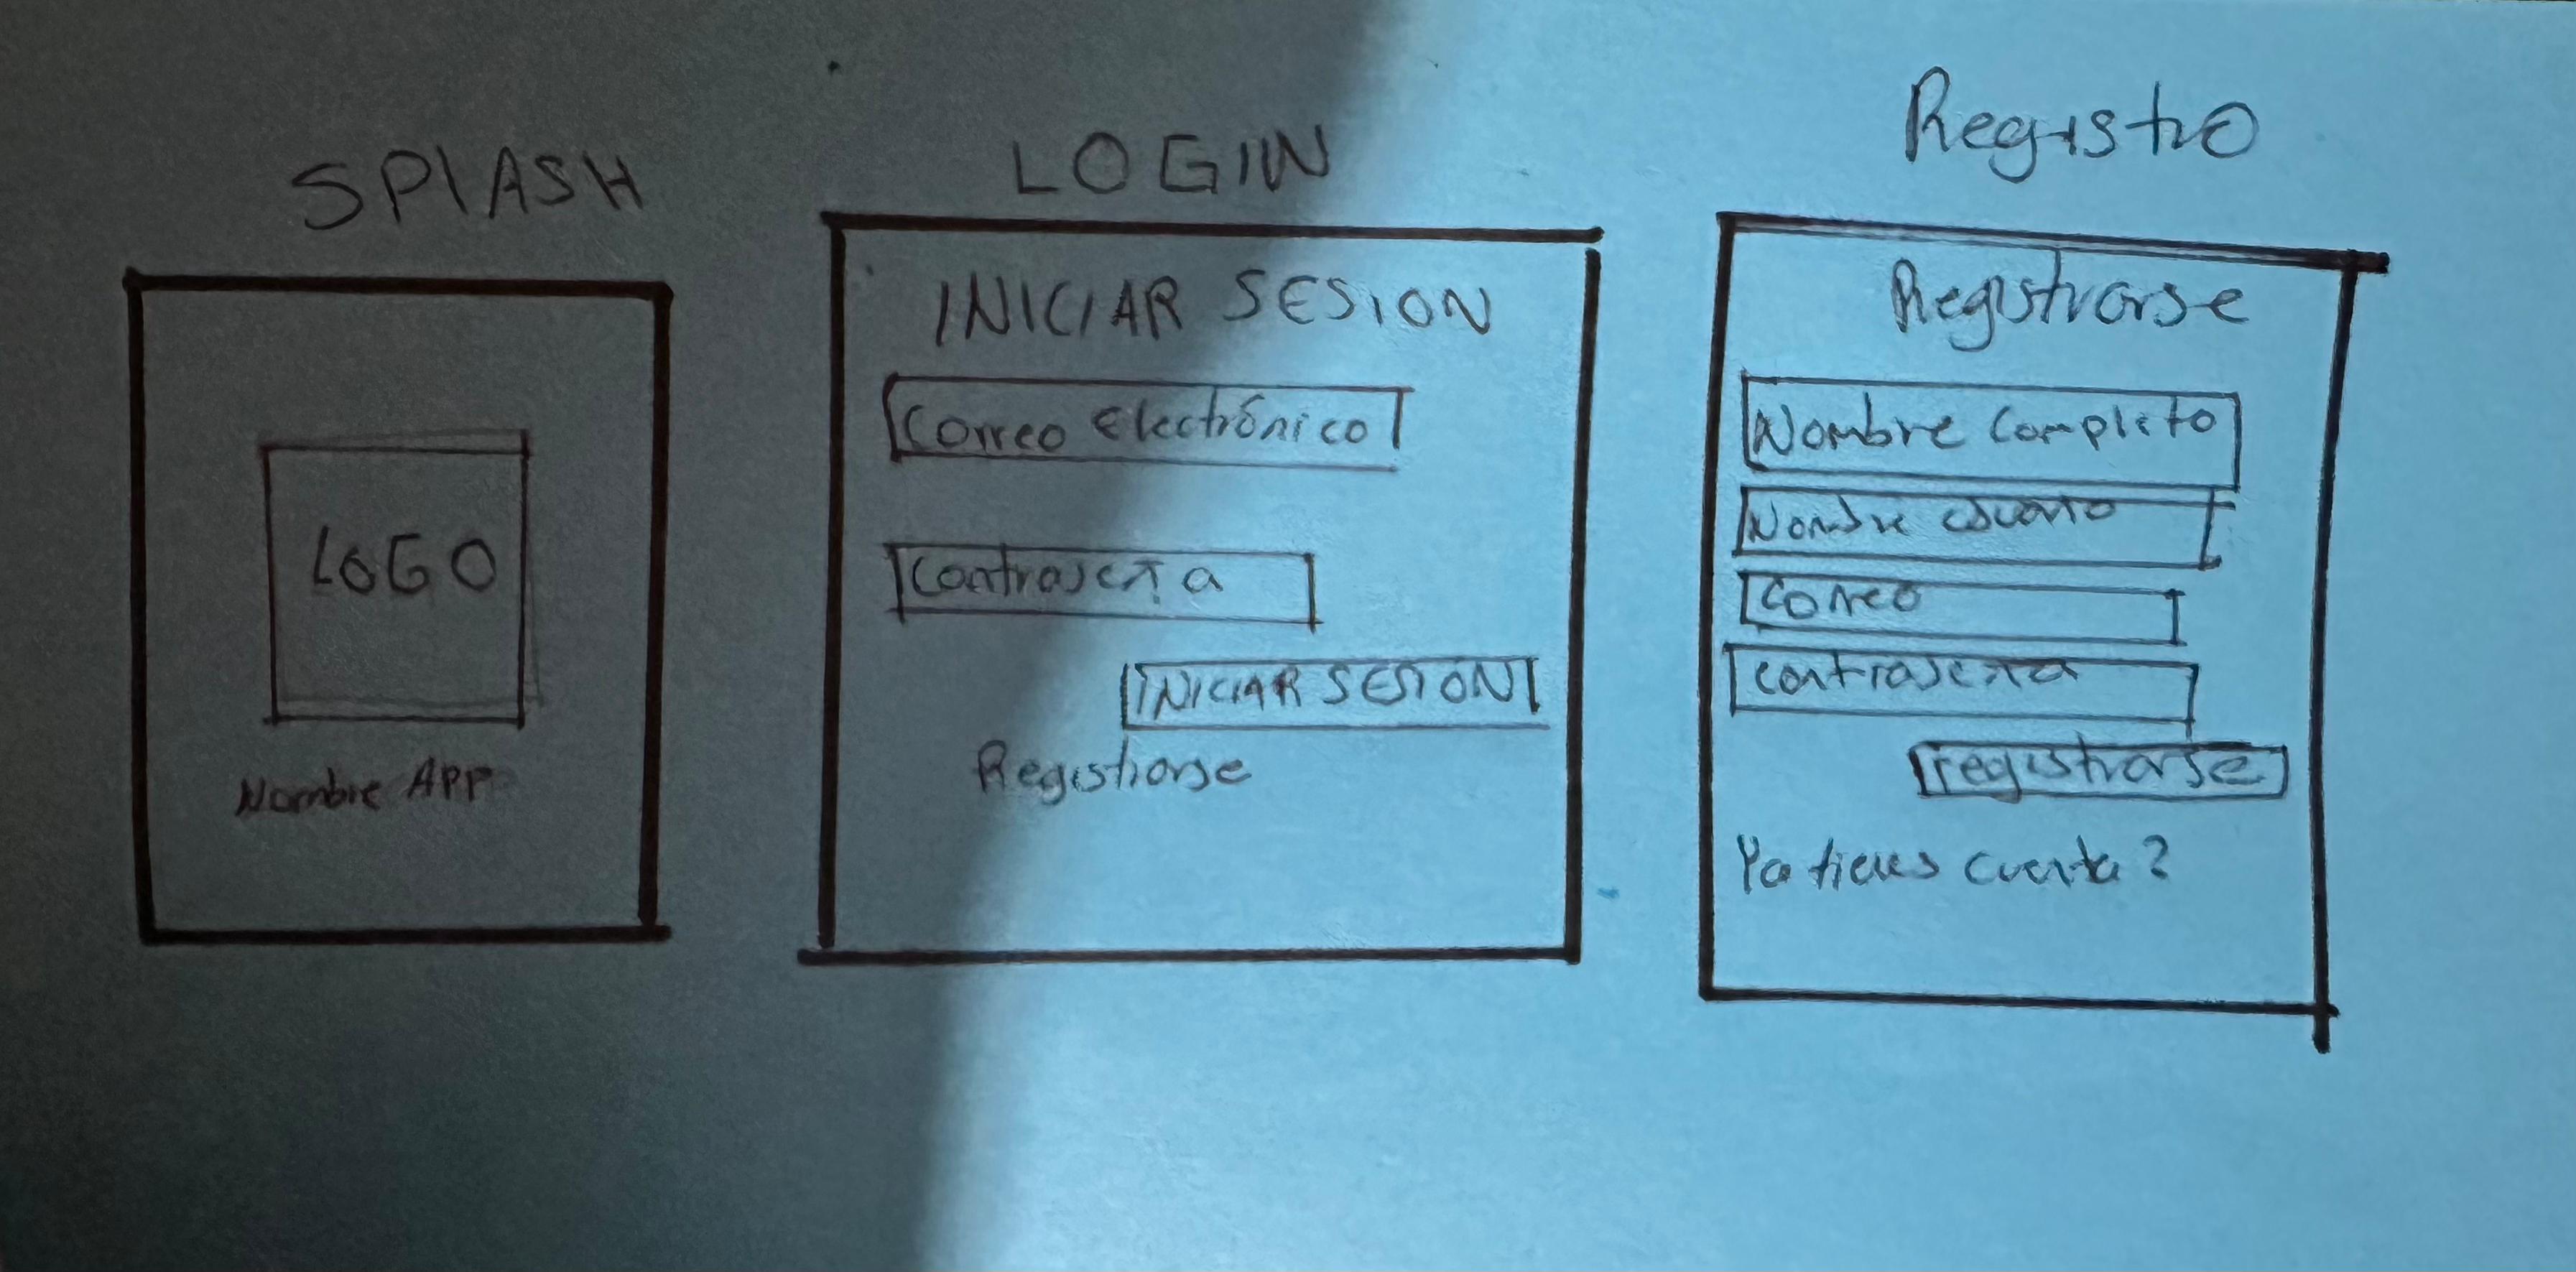 SPLASH
LOGO
Nombre App
LOGIN
INICIAR SESION
Correo Electrónico
Contraseña
INICIAR SESION
Registrarse
Registro
Registrarse
Nombre Completo
Nombre
Correo
contraseña
registrarse
Ya tienes cuenta?